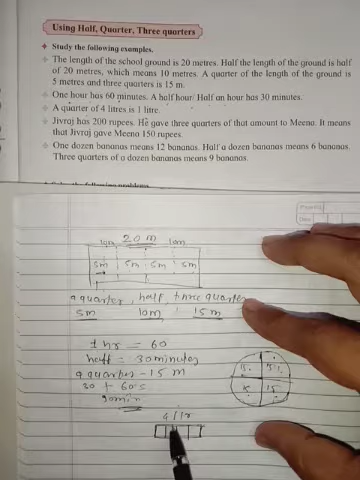 Using Half, Quarter, Three quarters
Study the following examples.
The length of the school ground is 20 metres. Half the length of the ground is half
of 20 metres, which means 10 metres. A quarter of the length of the ground is
5 metres and three quarters is 15 m.
One hour has 60 minutes. A half hour/ Half an hour has 30 minutes.
A quarter of 4 litres is 1 litre.
Jivraj has 200 rupees. He gave three quarters of that amount to Meena. It means
that Jivraj gave Meena 150 rupees.
One dozen bananas means 12 bananas. Half a dozen bananas means 6 bananas.
Three quarters of a dozen bananas means 9 bananas.
10m 20 m 10m
5m 5m 5m 5m
a quarter, half, three quarter
5m 10m 15m
1 hr = 60
half = 30 minutes
a quarter - 15 m
30 + 60
90min
15